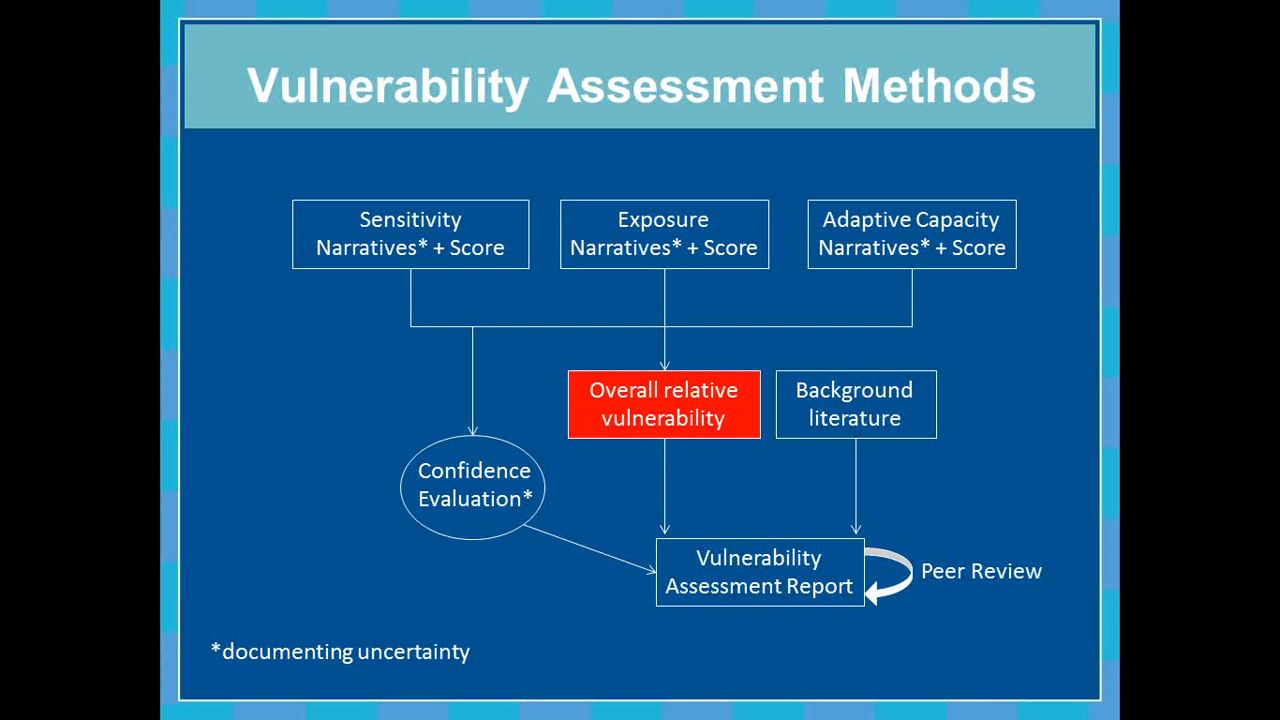 Vulnerability Assessment Methods
Sensitivity
Narratives* + Score
Exposure
Narratives* + Score
Adaptive Capacity
Narratives* + Score
Overall relative
vulnerability
Background
literature
Confidence
Evaluation*
Vulnerability
Assessment Report
Peer Review
*documenting uncertainty